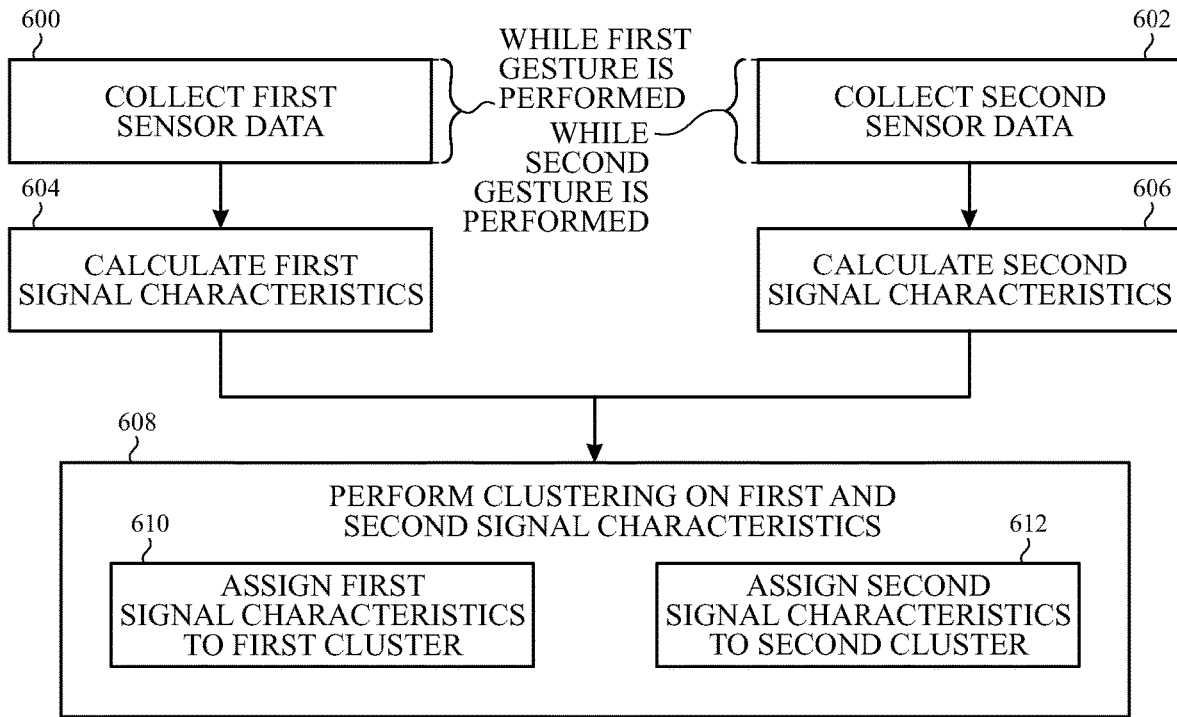 600
COLLECT FIRST
SENSOR DATA
WHILE FIRST
GESTURE IS
PERFORMED
WHILE
SECOND
GESTURE IS
PERFORMED
602
COLLECT SECOND
SENSOR DATA
604
CALCULATE FIRST
SIGNAL CHARACTERISTICS
606
CALCULATE SECOND
SIGNAL CHARACTERISTICS
608
PERFORM CLUSTERING ON FIRST AND
SECOND SIGNAL CHARACTERISTICS
610
ASSIGN FIRST
SIGNAL CHARACTERISTICS
TO FIRST CLUSTER
612
ASSIGN SECOND
SIGNAL CHARACTERISTICS
TO SECOND CLUSTER